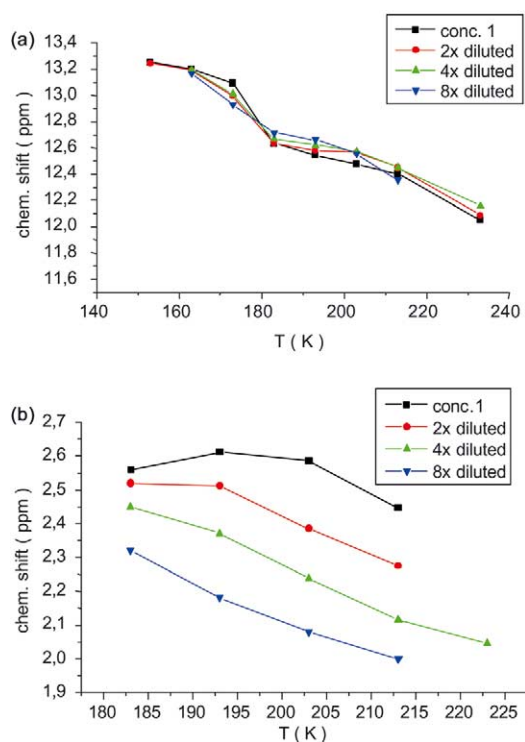 (a)
conc. 1
2x diluted
4x diluted
8x diluted
chem. shift ( ppm )
13,4
13,2
13,0
12,8
12,6
12,4
12,2
12,0
11,8
11,6
140 160 180 200 220 240
T ( K )
(b)
conc.1
2x diluted
4x diluted
8x diluted
chem. shift ( ppm )
2,7
2,6
2,5
2,4
2,3
2,2
2,1
2,0
1,9
180 185 190 195 200 205 210 215 220 225
T ( K )